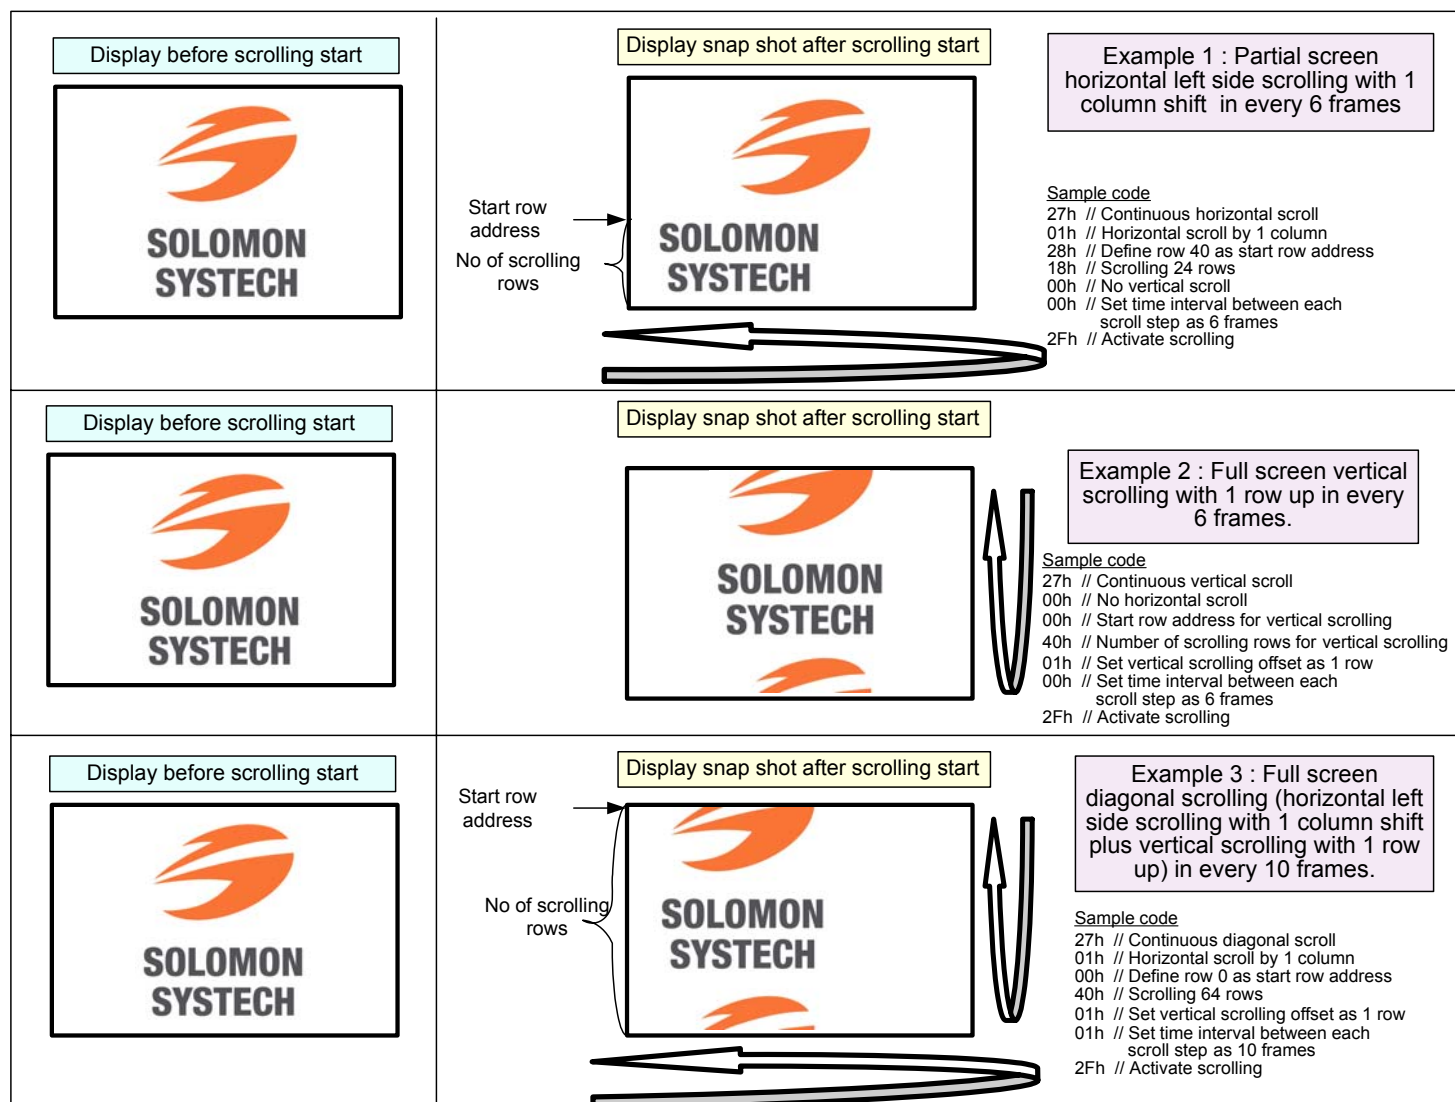 Display before scrolling start
SOLOMON
SYSTECH
Display snap shot after scrolling start
Start row
address
No of scrolling
rows
SOLOMON
SYSTECH
Example 1 : Partial screen
horizontal left side scrolling with 1
column shift in every 6 frames
Sample code
27h // Continuous horizontal scroll
01h // Horizontal scroll by 1 column
28h // Define row 40 as start row address
18h // Scrolling 24 rows
00h // No vertical scroll
00h // Set time interval between each
scroll step as 6 frames
2Fh // Activate scrolling
Display before scrolling start
SOLOMON
SYSTECH
Display snap shot after scrolling start
SOLOMON
SYSTECH
Example 2 : Full screen vertical
scrolling with 1 row up in every
6 frames.
Sample code
27h // Continuous vertical scroll
00h // No horizontal scroll
00h // Start row address for vertical scrolling
40h // Number of scrolling rows for vertical scrolling
01h // Set vertical scrolling offset as 1 row
00h // Set time interval between each
scroll step as 6 frames
2Fh // Activate scrolling
Display before scrolling start
SOLOMON
SYSTECH
Display snap shot after scrolling start
Start row
address
No of scrolling
rows
SOLOMON
SYSTECH
Example 3 : Full screen
diagonal scrolling (horizontal left
side scrolling with 1 column shift
plus vertical scrolling with 1 row
up) in every 10 frames.
Sample code
27h // Continuous diagonal scroll
01h // Horizontal scroll by 1 column
00h // Define row 0 as start row address
40h // Scrolling 64 rows
01h // Set vertical scrolling offset as 1 row
01h // Set time interval between each
scroll step as 10 frames
2Fh // Activate scrolling